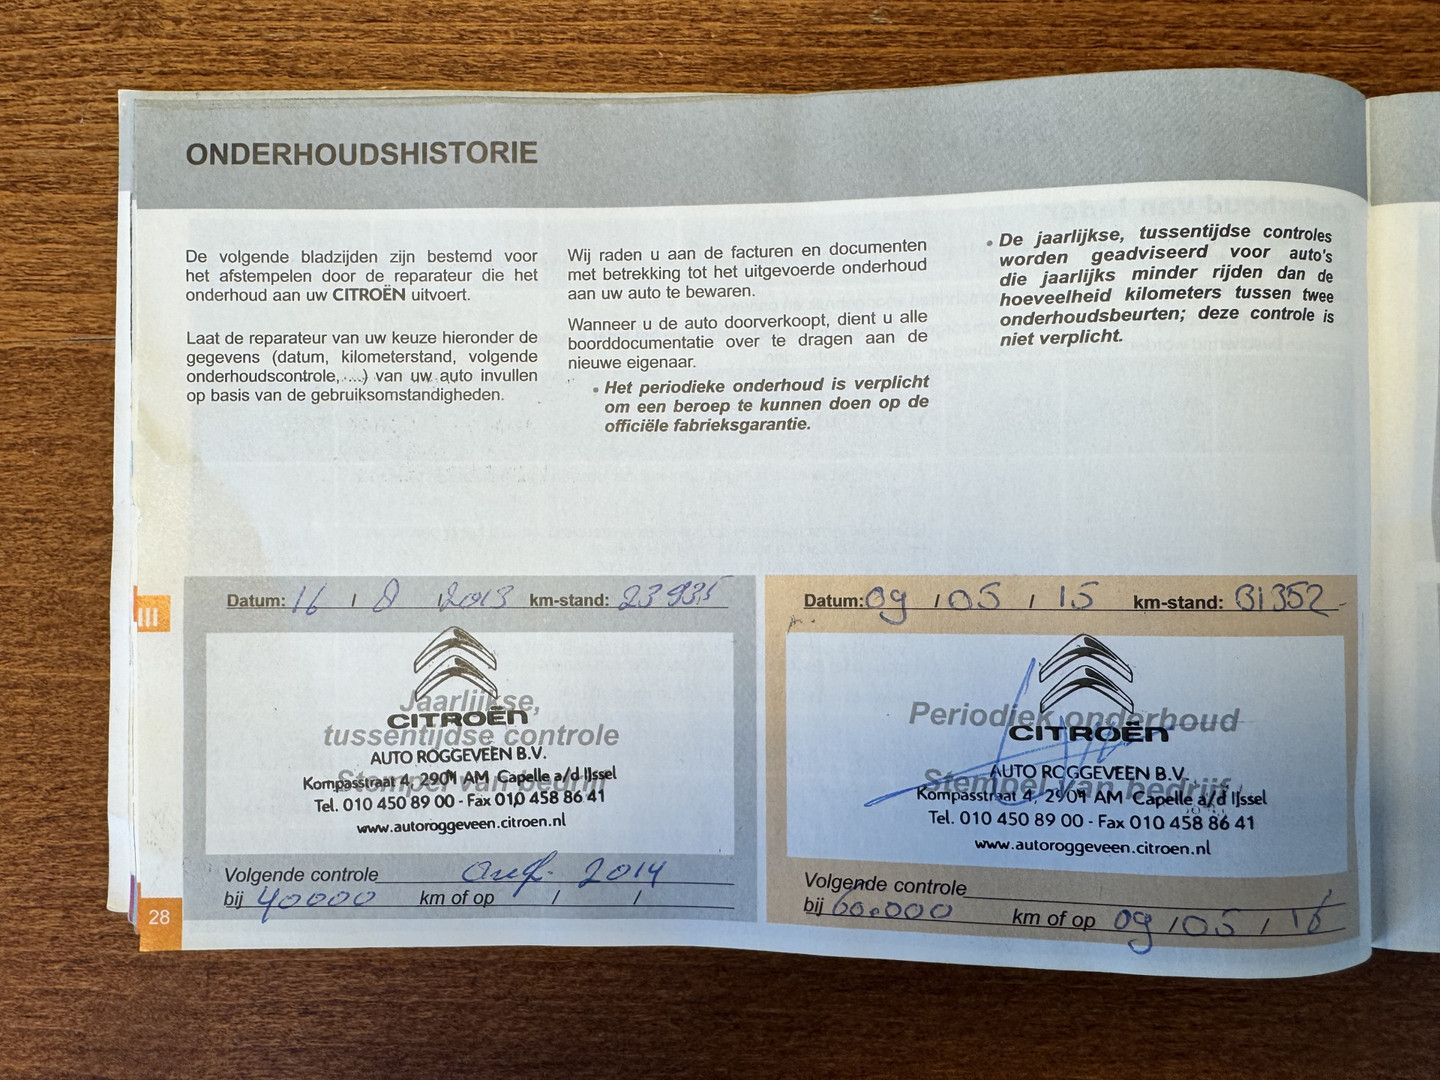 ONDERHOUDSHISTORIE
De volgende bladzijden zijn bestemd voor
het afstempelen door de reparateur die het
onderhoud aan uw CITROËN uitvoert.
Laat de reparateur van uw keuze hieronder de
gegevens (datum, kilometerstand, volgende
onderhoudscontrole, ...) van uw auto invullen
op basis van de gebruiksomstandigheden.
Wij raden u aan de facturen en documenten
met betrekking tot het uitgevoerde onderhoud
aan uw auto te bewaren.
Wanneer u de auto doorverkoopt, dient u alle
boorddocumentatie over te dragen aan de
nieuwe eigenaar.
• Het periodieke onderhoud is verplicht
om een beroep te kunnen doen op de
officiële fabrieksgarantie.
• De jaarlijkse, tussentijdse controles
worden geadviseerd voor auto's
die jaarlijks minder rijden dan de
hoeveelheid kilometers tussen twee
onderhoudsbeurten; deze controle is
niet verplicht.
Datum: 16 / 8 / 2013 km-stand: 23935
Jaarlijkse,
CITROËN
tussentijdse controle
AUTO ROGGEVEEN B.V.
Stempel van bedrijf
Kompasstraat 4, 2901 AM Capelle a/d IJssel
Tel. 010 450 89 00 - Fax 010 458 86 41
www.autoroggeveen.citroen.nl
Volgende controle 2014
bij 40000 km of op / /
Datum: 09 / 05 / 15 km-stand: 31352
Periodiek onderhoud
CITROËN
AUTO ROGGEVEEN B.V.
Stempel van bedrijf
Kompasstraat 4, 2901 AM Capelle a/d IJssel
Tel. 010 450 89 00 - Fax 010 458 86 41
www.autoroggeveen.citroen.nl
Volgende controle
bij 60.000 km of op 09 / 05 / 16
III
28